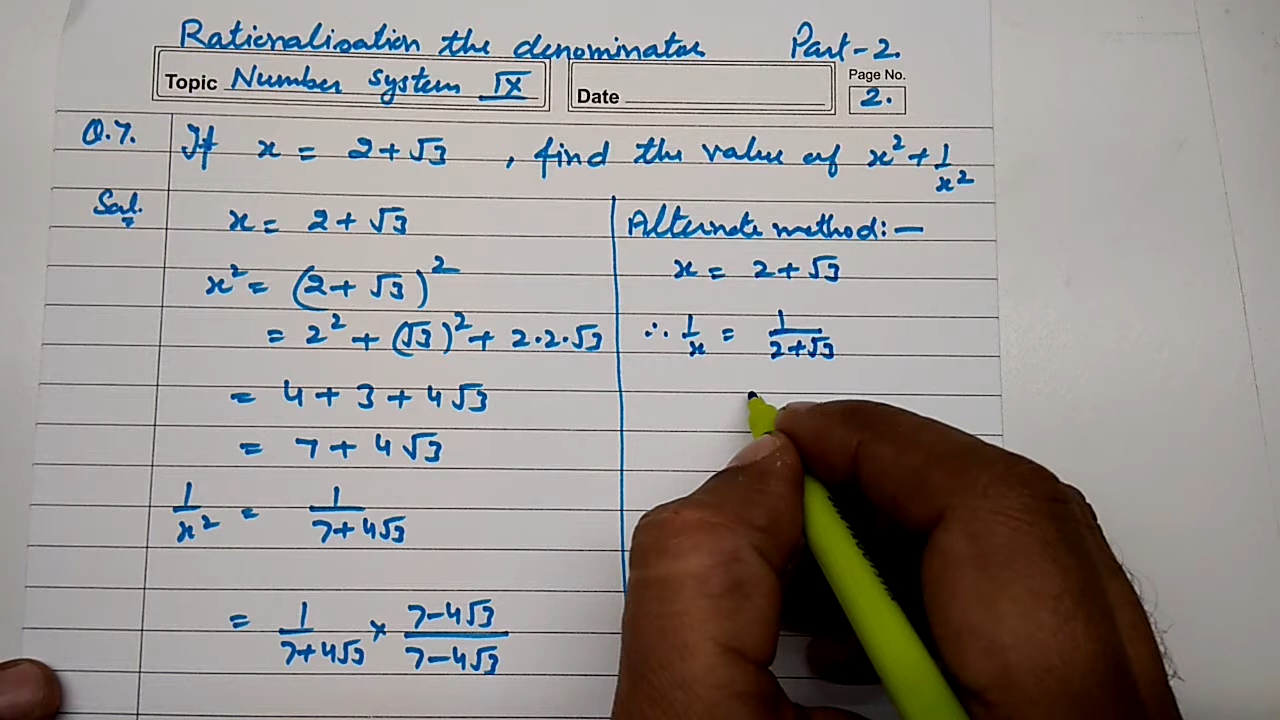 Rationalisation the denominator Part-2.
Topic Number System IX Date Page No. 2.
Q.7. If x = 2+√3 , find the value of x² + 1/x²
Sol. x = 2+√3
x² = (2+√3)²
= 2² + (√3)² + 2·2·√3
= 4 + 3 + 4√3
= 7 + 4√3
1/x² = 1/(7+4√3)
= 1/(7+4√3) × (7-4√3)/(7-4√3)
Alternate method:-
x = 2+√3
∴ 1/x = 1/(2+√3)